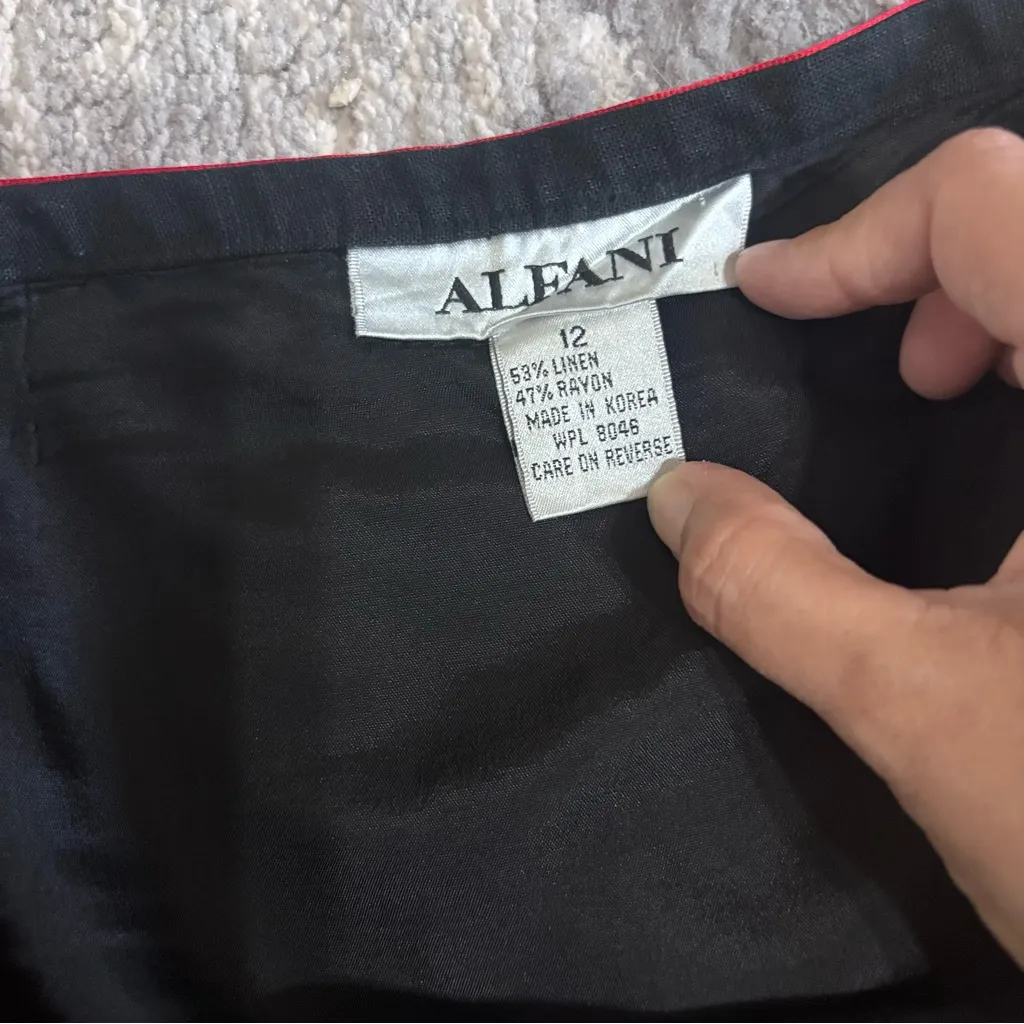 ALFANI
12
53% LINEN
47% RAYON
MADE IN KOREA
WPL 8046
CARE ON REVERSE